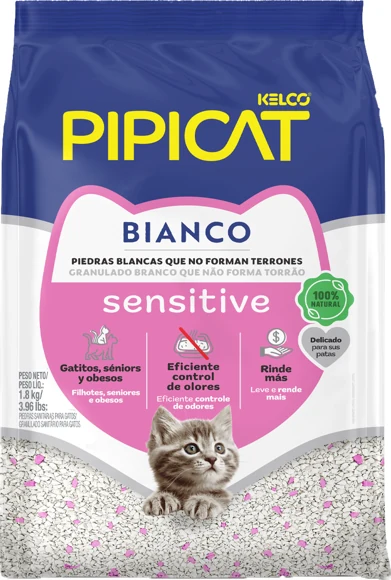 KELCO
PIPICAT
BIANCO
PIEDRAS BLANCAS QUE NO FORMAN TERRONES
GRANULADO BRANCO QUE NÃO FORMA TORRÃO
sensitive
100%
NATURAL
Delicado
para sus
patas
Gatitos, séniors
y obesos
Filhotes, seniores
e obesos
Eficiente
control
de olores
Eficiente controle
de odores
$
Rinde
más
Leve e rende
mais
PESO NETO/
PESO LÍQ.:
1.8 kg/
3.96 lbs:
PIEDRAS SANITARIAS PARA GATOS/
GRANULADO SANITÁRIO PARA GATOS.